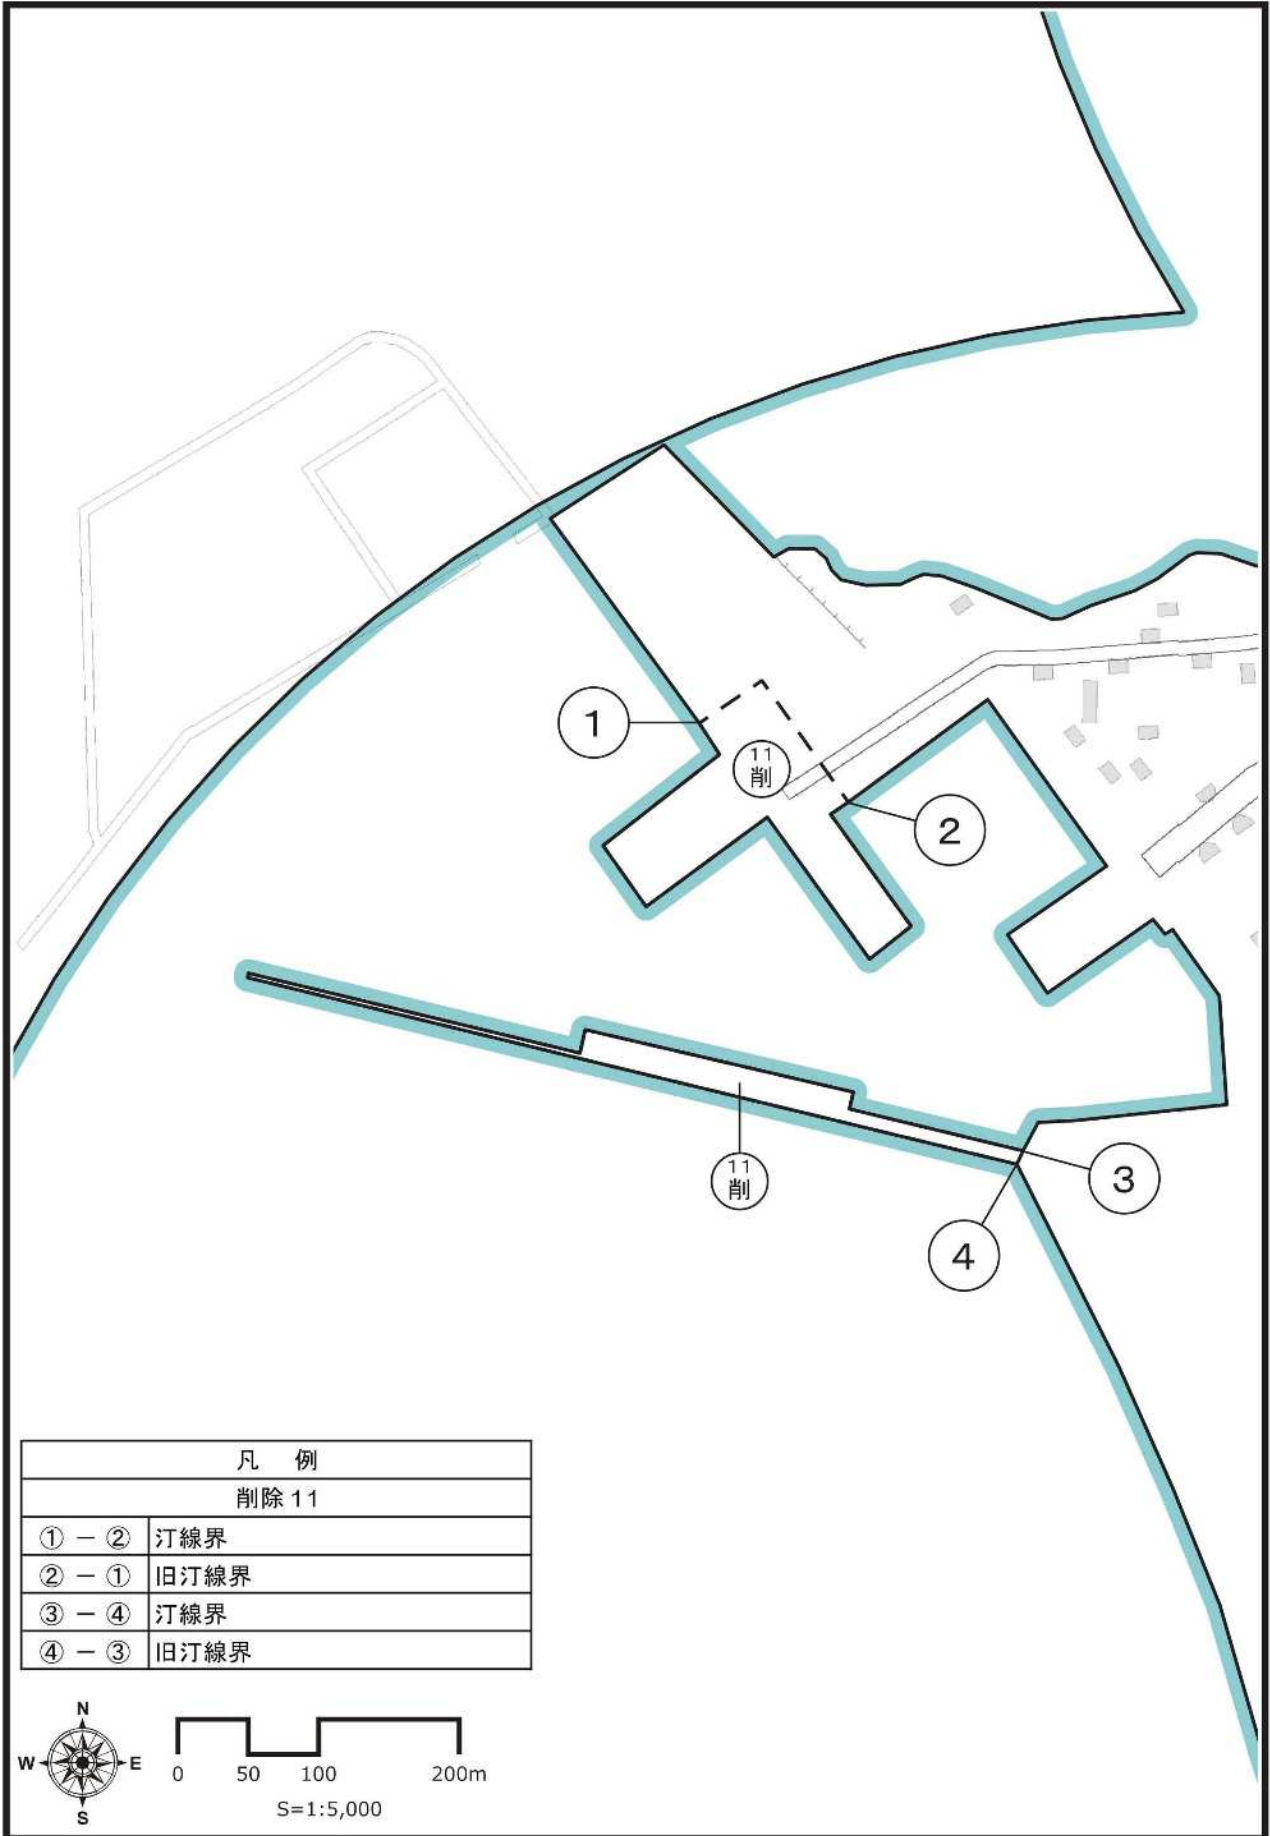 1
11
削
2
3
11
削
4
凡 例
削除11
① － ② 汀線界
② － ① 旧汀線界
③ － ④ 汀線界
④ － ③ 旧汀線界
N
W E
S
0 50 100 200m
S=1:5,000